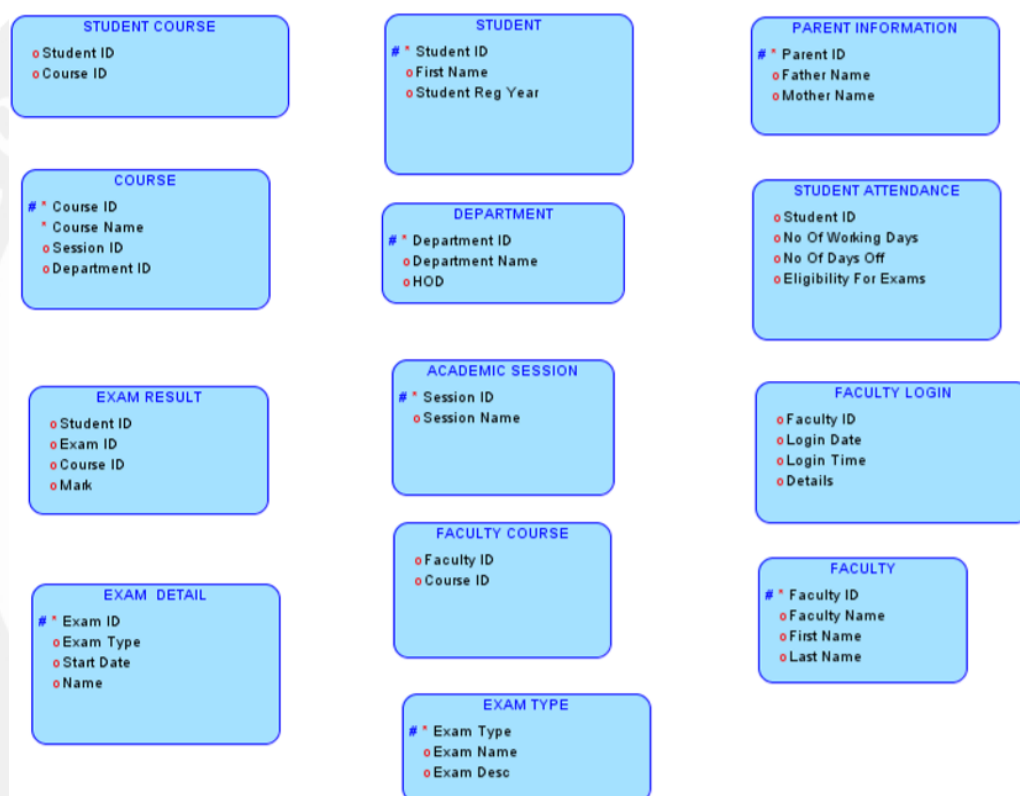 STUDENT COURSE
o Student ID
o Course ID
STUDENT
# * Student ID
o First Name
o Student Reg Year
PARENT INFORMATION
# * Parent ID
o Father Name
o Mother Name
COURSE
# * Course ID
* Course Name
o Session ID
o Department ID
DEPARTMENT
# * Department ID
o Department Name
o HOD
STUDENT ATTENDANCE
o Student ID
o No Of Working Days
o No Of Days Off
o Eligibility For Exams
EXAM RESULT
o Student ID
o Exam ID
o Course ID
o Mark
ACADEMIC SESSION
# * Session ID
o Session Name
FACULTY LOGIN
o Faculty ID
o Login Date
o Login Time
o Details
FACULTY COURSE
o Faculty ID
o Course ID
EXAM DETAIL
# * Exam ID
o Exam Type
o Start Date
o Name
FACULTY
# * Faculty ID
o Faculty Name
o First Name
o Last Name
EXAM TYPE
# * Exam Type
o Exam Name
o Exam Desc